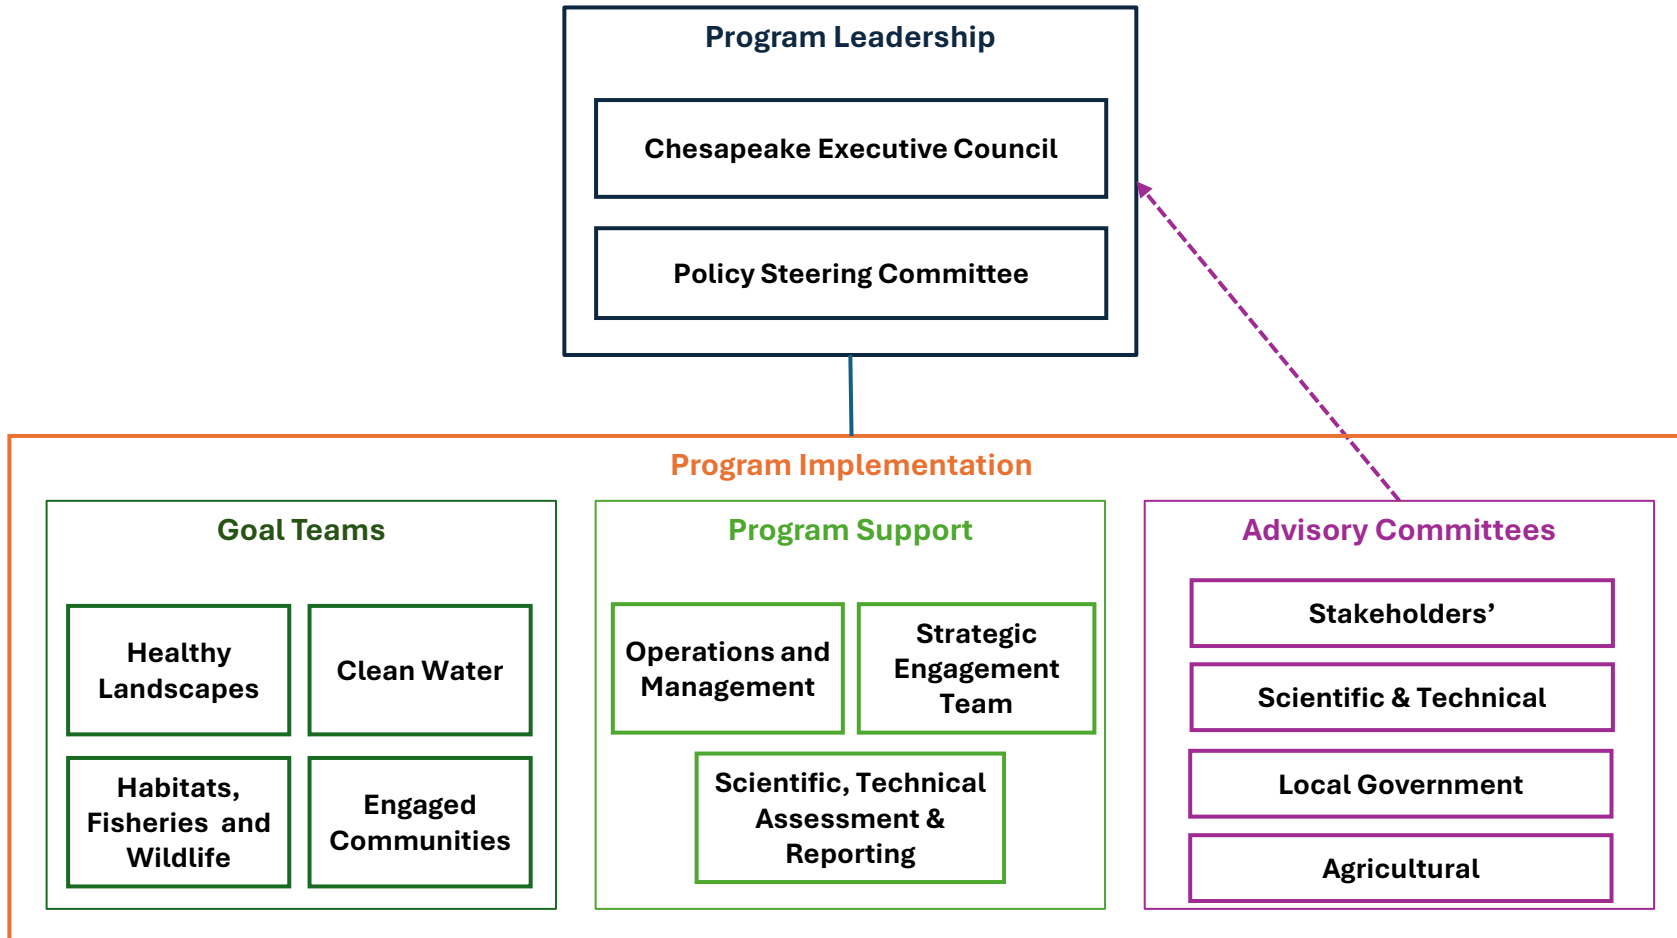 Program Leadership
Chesapeake Executive Council
Policy Steering Committee
Program Implementation
Goal Teams
Healthy
Landscapes
Clean Water
Habitats,
Fisheries and
Wildlife
Engaged
Communities
Program Support
Operations and
Management
Strategic
Engagement
Team
Scientific, Technical
Assessment &
Reporting
Advisory Committees
Stakeholders’
Scientific & Technical
Local Government
Agricultural